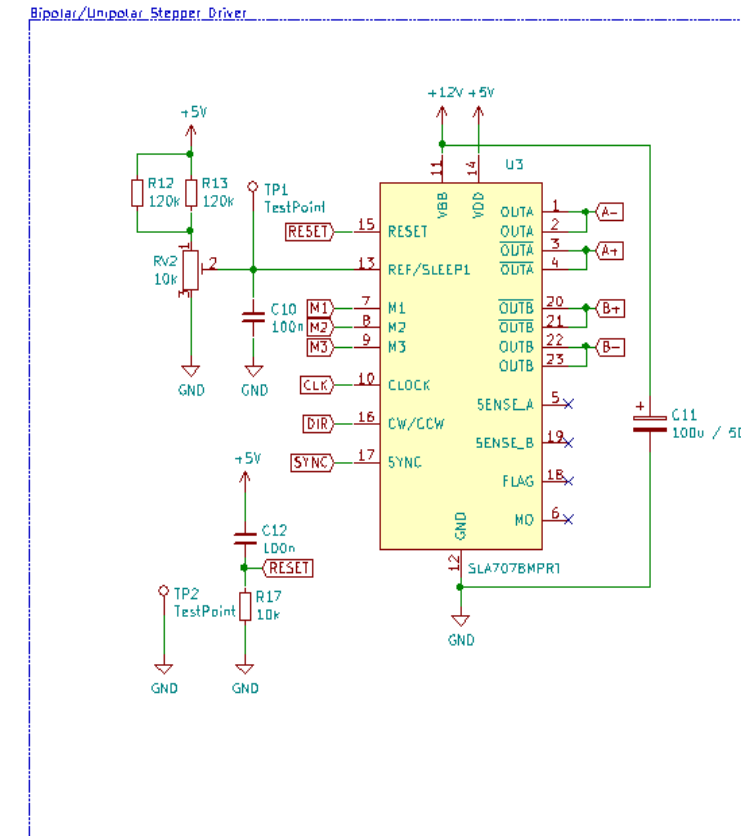 Bipolar/Unipolar Stepper Driver
+12V +5V
+5V
11
14
U3
R12
120k
R13
120k
TP1
TestPoint
VBB
VDD
OUTA 1
OUTA 2
OUTA 3
OUTA 4
A-
A+
RESET 15 RESET
RV2
10k
1
2
3
13 REF/SLEEP1
C10
100n
M1 7 M1
M2 8 M2
M3 9 M3
OUTB 20
OUTB 21
OUTB 22
OUTB 23
B+
B-
GND
GND
CLK 10 CLOCK
SENSE_A 5
DIR 16 CW/CCW
SENSE_B 19
C11
+
100u / 50
+5V
SYNC 17 SYNC
FLAG 18
MO 6
GND
C12
100n
RESET
12
SLA7078MPRT
TP2
TestPoint
R17
10k
GND
GND
GND